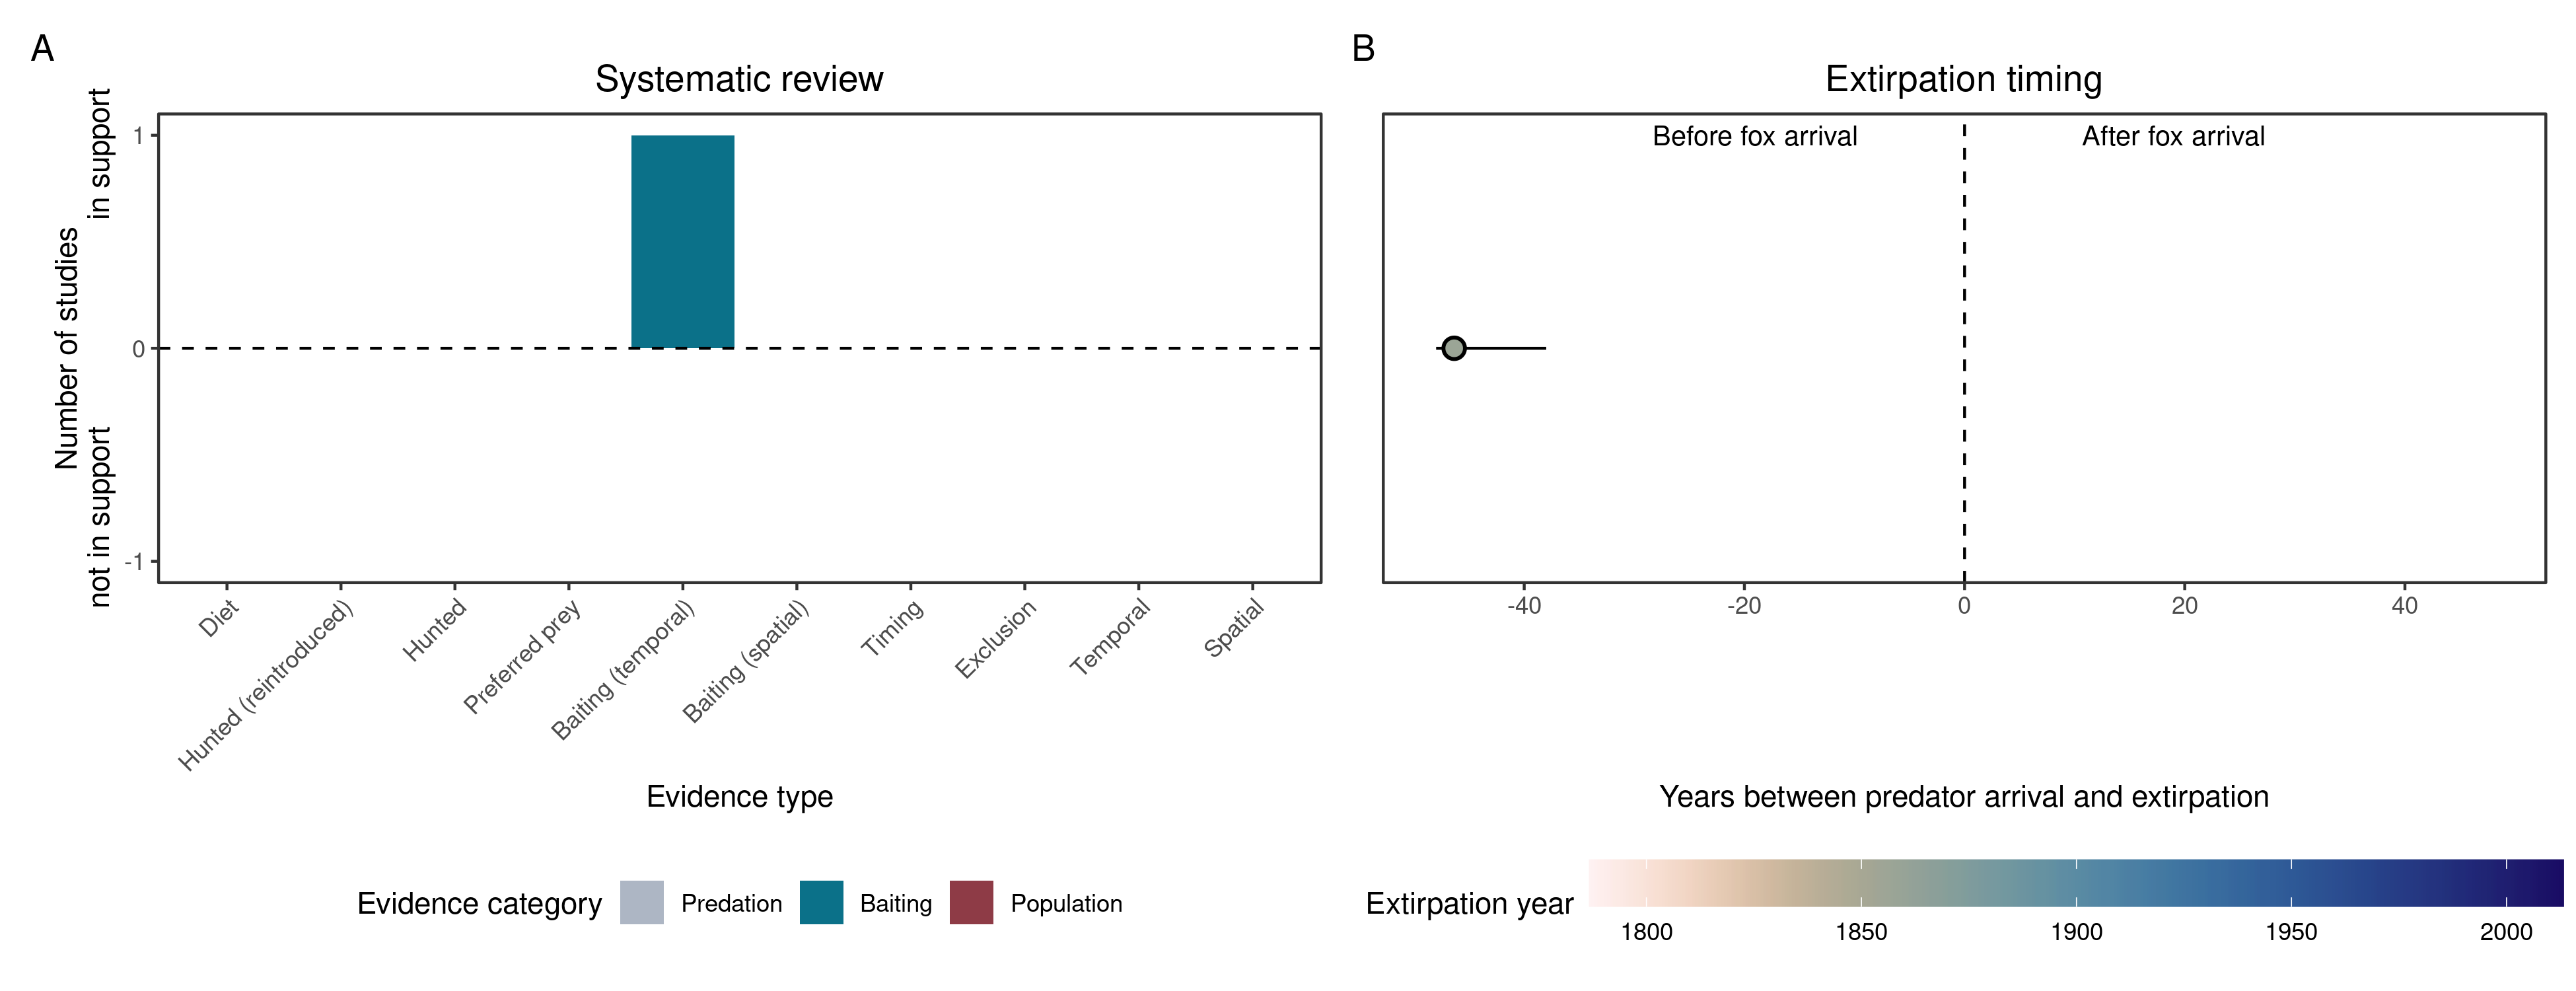 A
Systematic review
Number of studies
not in support
in support
1
0
-1
Diet
Hunted (reintroduced)
Hunted
Preferred prey
Baiting (temporal)
Baiting (spatial)
Timing
Exclusion
Temporal
Spatial
Evidence type
Evidence category
Predation
Baiting
Population
B
Extirpation timing
Before fox arrival
After fox arrival
-40
-20
0
20
40
Years between predator arrival and extirpation
Extirpation year
1800
1850
1900
1950
2000